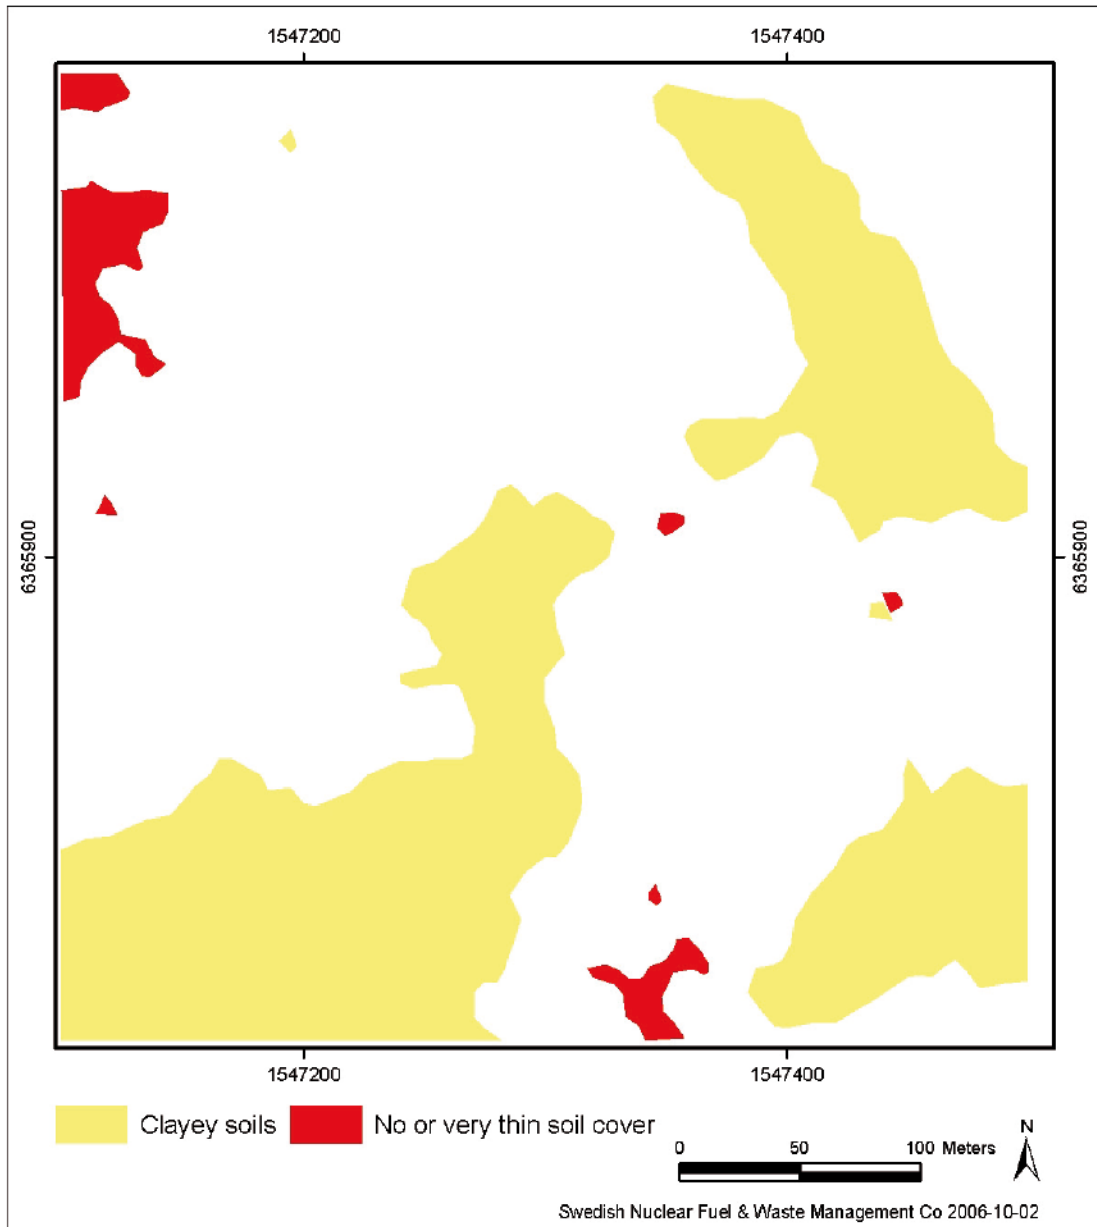 1547200 1547400
6365900 6365900
1547200 1547400
Clayey soils No or very thin soil cover
N
0 50 100 Meters
Swedish Nuclear Fuel & Waste Management Co 2006-10-02